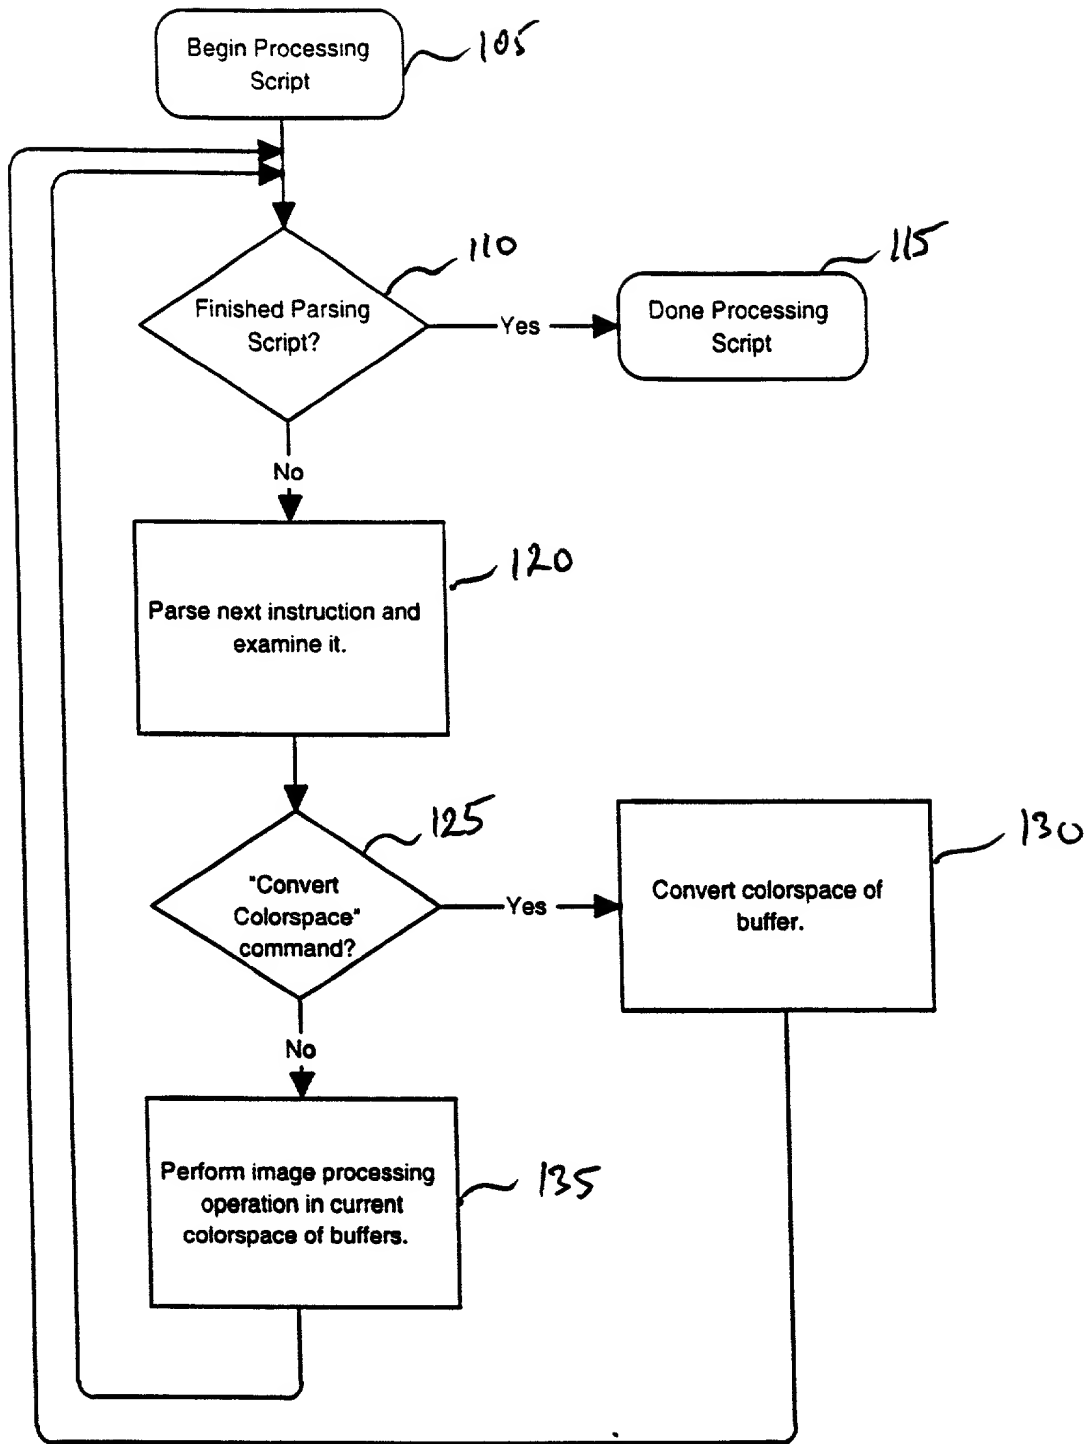 Begin Processing
Script
105
110
Finished Parsing
Script?
Yes
115
Done Processing
Script
No
120
Parse next instruction and
examine it.
125
"Convert
Colorspace"
command?
Yes
130
Convert colorspace of
buffer.
No
135
Perform image processing
operation in current
colorspace of buffers.